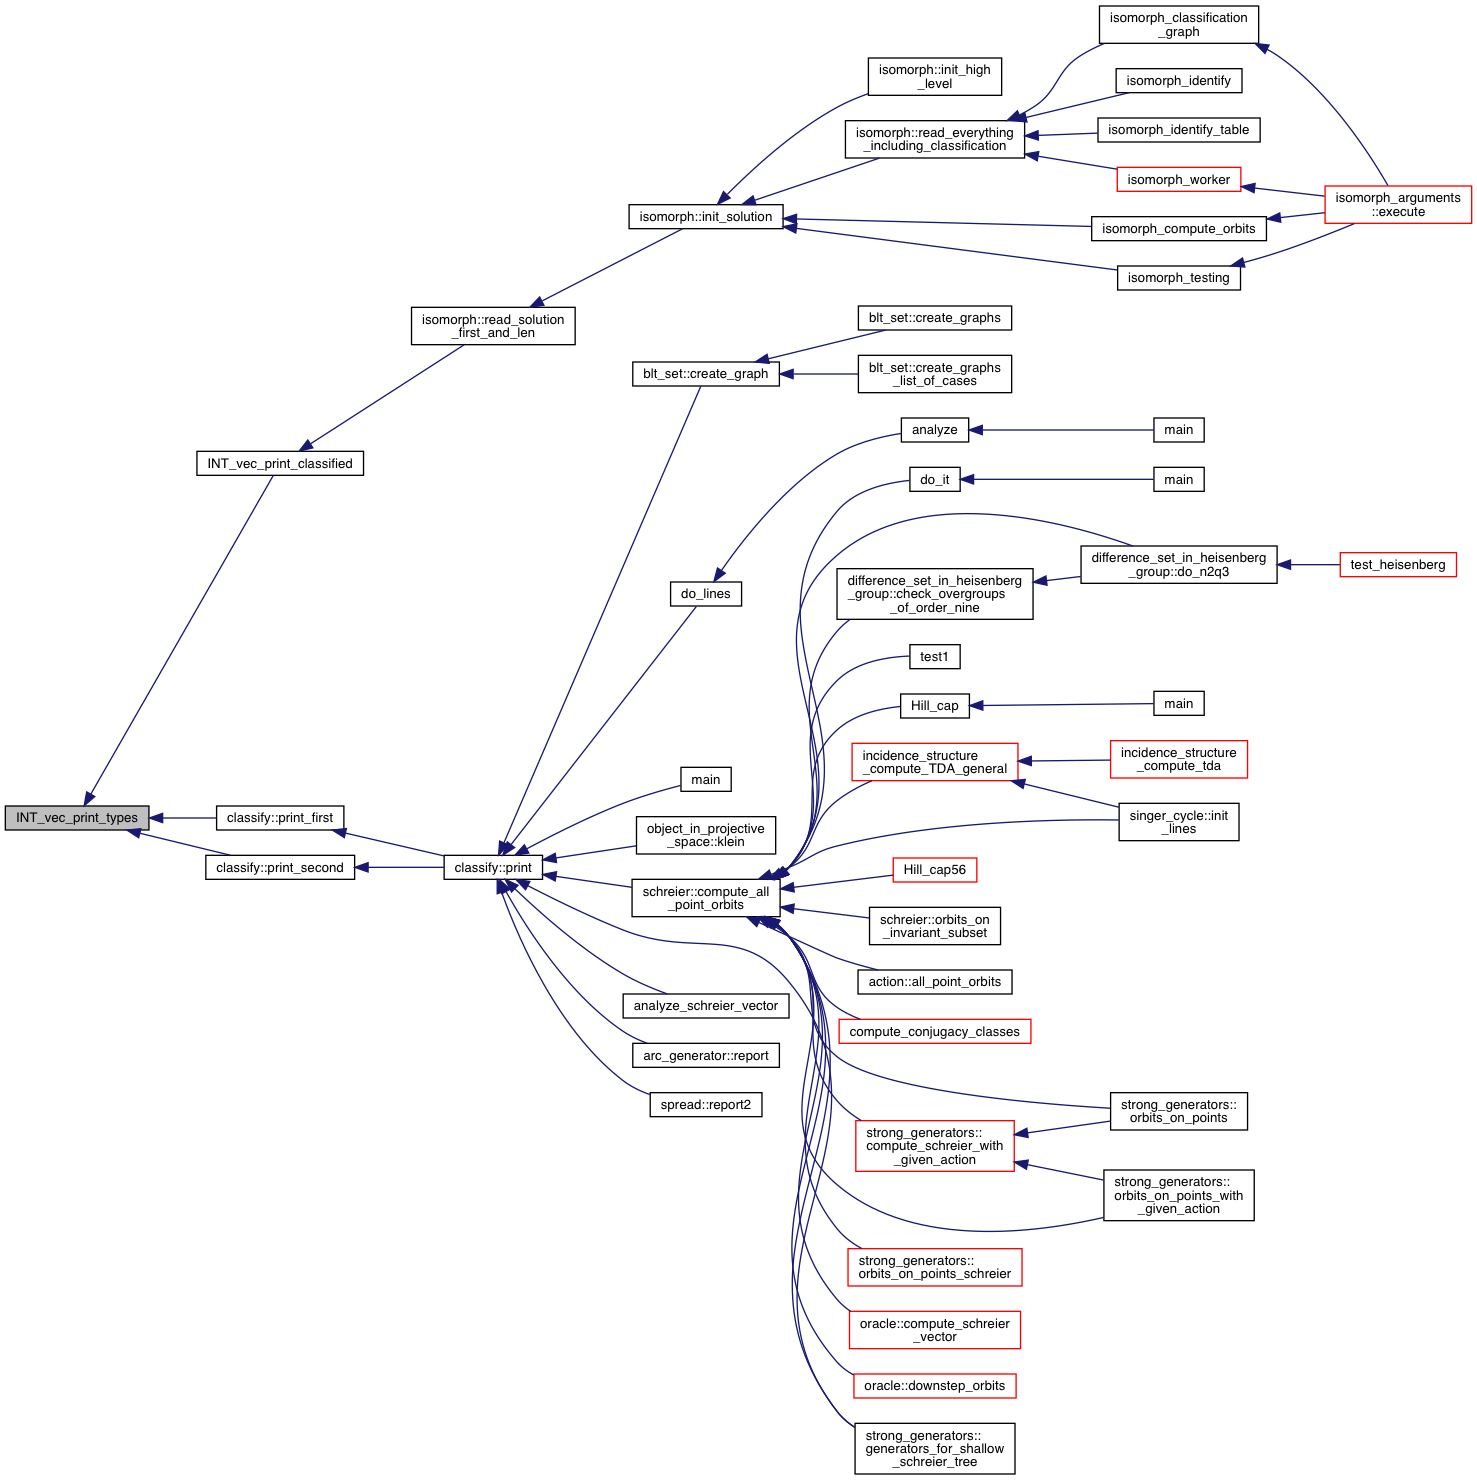 isomorph_classification
_graph
isomorph::init_high
_level
isomorph_identify
isomorph::read_everything
_including_classification
isomorph_identify_table
isomorph_worker
isomorph_arguments
::execute
isomorph::init_solution
isomorph_compute_orbits
isomorph_testing
isomorph::read_solution
_first_and_len
blt_set::create_graphs
blt_set::create_graph
blt_set::create_graphs
_list_of_cases
analyze
main
INT_vec_print_classified
do_it
main
difference_set_in_heisenberg
_group::do_n2q3
test_heisenberg
difference_set_in_heisenberg
_group::check_overgroups
_of_order_nine
do_lines
test1
Hill_cap
main
incidence_structure
_compute_TDA_general
incidence_structure
_compute_tda
main
INT_vec_print_types
classify::print_first
singer_cycle::init
_lines
object_in_projective
_space::klein
classify::print_second
classify::print
Hill_cap56
schreier::compute_all
_point_orbits
schreier::orbits_on
_invariant_subset
action::all_point_orbits
analyze_schreier_vector
compute_conjugacy_classes
arc_generator::report
spread::report2
strong_generators::
orbits_on_points
strong_generators::
compute_schreier_with
_given_action
strong_generators::
orbits_on_points_with
_given_action
strong_generators::
orbits_on_points_schreier
oracle::compute_schreier
_vector
oracle::downstep_orbits
strong_generators::
generators_for_shallow
_schreier_tree